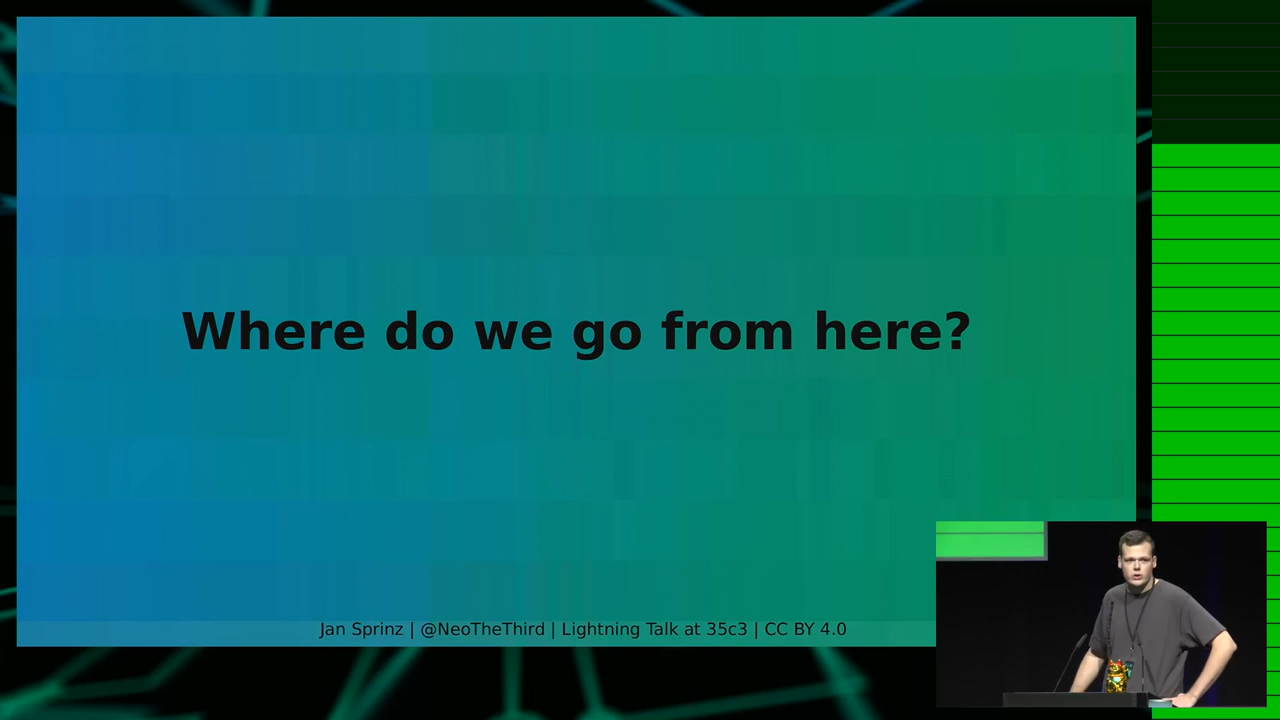 Where do we go from here?
Jan Sprinz | @NeoTheThird | Lightning Talk at 35c3 | CC BY 4.0